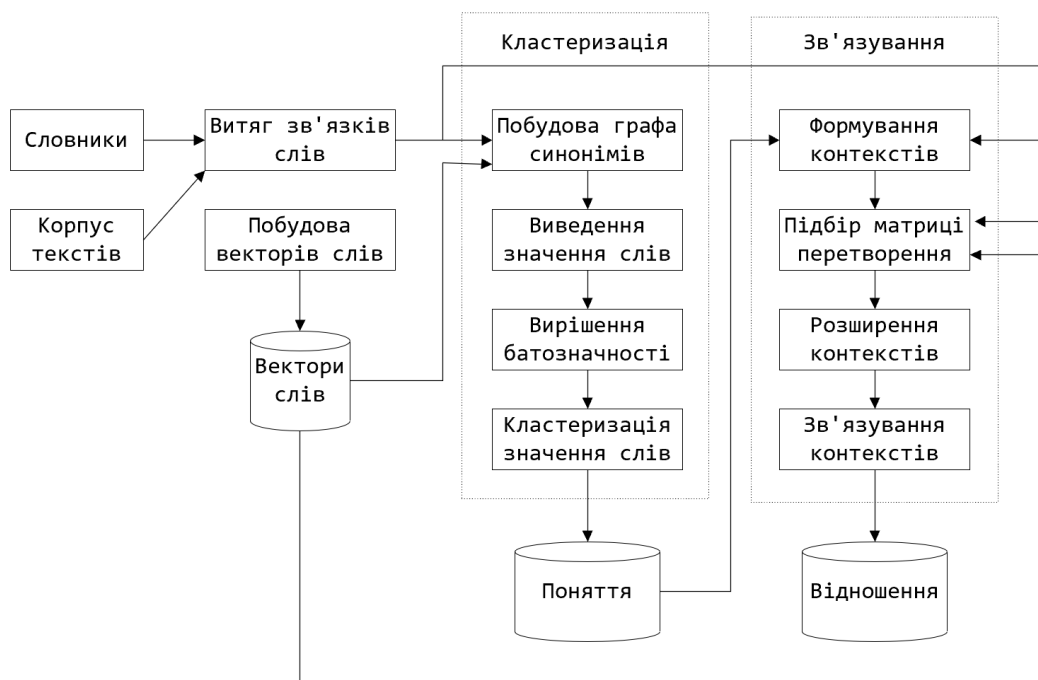 Кластеризація
Зв'язування
Словники
Витяг зв'язків
слів
Побудова графа
синонімів
Формування
контекстів
Корпус
текстів
Побудова
векторів слів
Виведення
значення слів
Підбір матриці
перетворення
Вектори
слів
Вирішення
батозначності
Розширення
контекстів
Кластеризація
значення слів
Зв'язування
контекстів
Поняття
Відношення